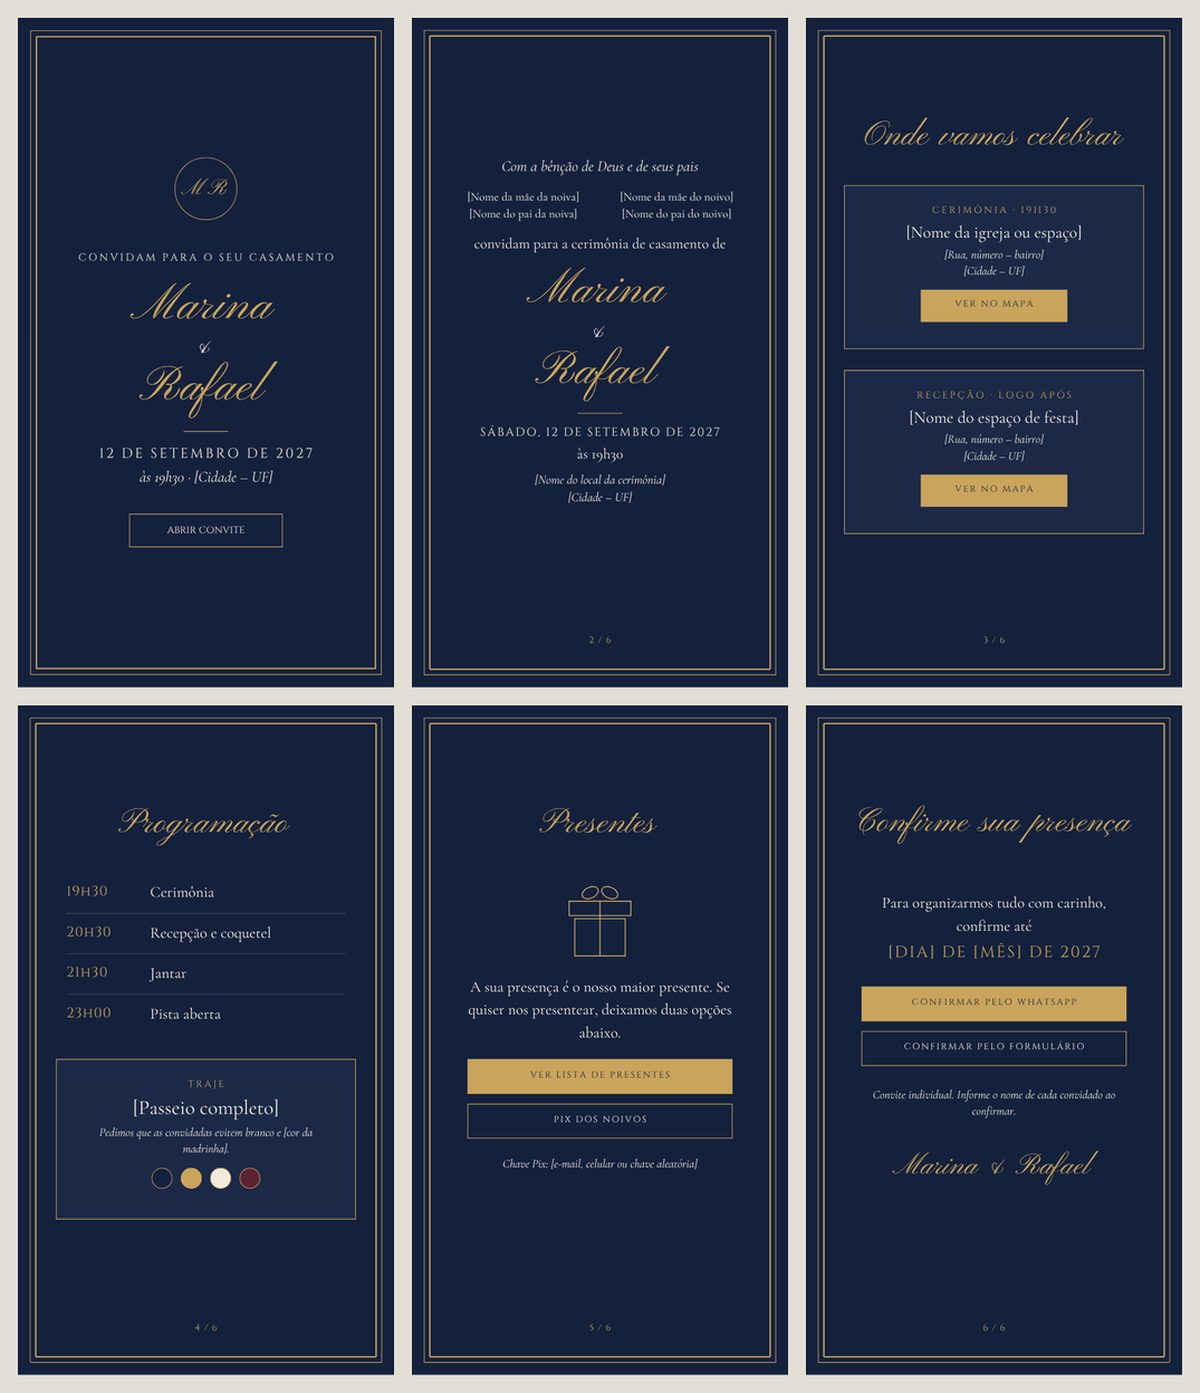 M R
CONVIDAM PARA O SEU CASAMENTO
Marina
&
Rafael
12 DE SETEMBRO DE 2027
às 19h30 · [Cidade – UF]
ABRIR CONVITE
Com a bênção de Deus e de seus pais
[Nome da mãe da noiva] [Nome da mãe do noivo]
[Nome do pai da noiva] [Nome do pai do noivo]
convidam para a cerimônia de casamento de
Marina
&
Rafael
SÁBADO, 12 DE SETEMBRO DE 2027
às 19h30
[Nome do local da cerimônia]
[Cidade – UF]
2 / 6
Onde vamos celebrar
CERIMÔNIA · 19H30
[Nome da igreja ou espaço]
[Rua, número – bairro]
[Cidade – UF]
VER NO MAPA
RECEPÇÃO · LOGO APÓS
[Nome do espaço de festa]
[Rua, número – bairro]
[Cidade – UF]
VER NO MAPA
3 / 6
Programação
19H30 Cerimônia
20H30 Recepção e coquetel
21H30 Jantar
23H00 Pista aberta
TRAJE
[Passeio completo]
Pedimos que as convidadas evitem branco e [cor da
madrinha].
4 / 6
Presentes
A sua presença é o nosso maior presente. Se
quiser nos presentear, deixamos duas opções
abaixo.
VER LISTA DE PRESENTES
PIX DOS NOIVOS
Chave Pix: [e-mail, celular ou chave aleatória]
5 / 6
Confirme sua presença
Para organizarmos tudo com carinho,
confirme até
[DIA] DE [MÊS] DE 2027
CONFIRMAR PELO WHATSAPP
CONFIRMAR PELO FORMULÁRIO
Convite individual. Informe o nome de cada convidado ao
confirmar.
Marina & Rafael
6 / 6